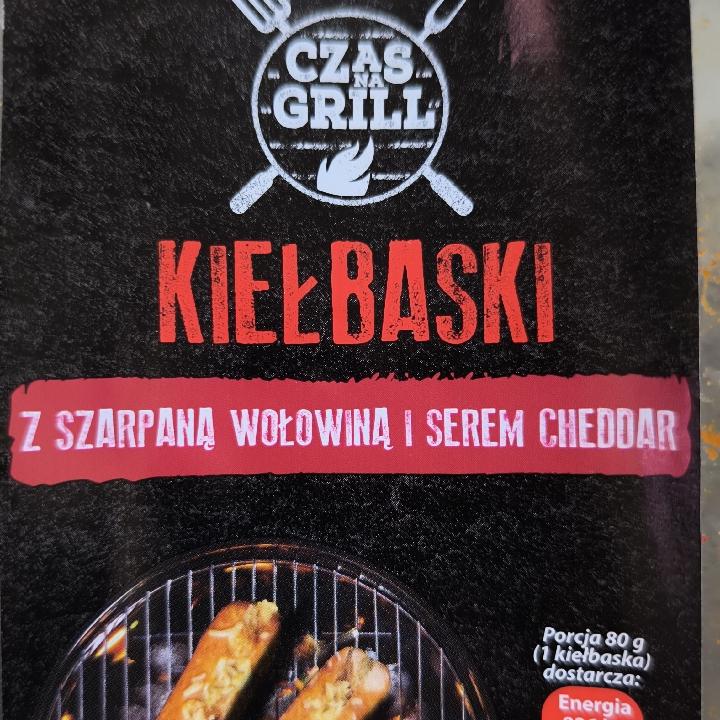 CZAS
NA
GRILL
KIEŁBASKI
Z SZARPANĄ WOŁOWINĄ I SEREM CHEDDAR
Porcja 80 g
(1 kiełbaska)
dostarcza:
Energia